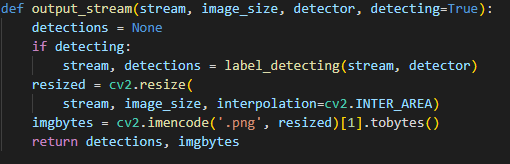 def output_stream(stream, image_size, detector, detecting=True):
    detections = None
    if detecting:
        stream, detections = label_detecting(stream, detector)
    resized = cv2.resize(
        stream, image_size, interpolation=cv2.INTER_AREA)
    imgbytes = cv2.imencode('.png', resized)[1].tobytes()
    return detections, imgbytes